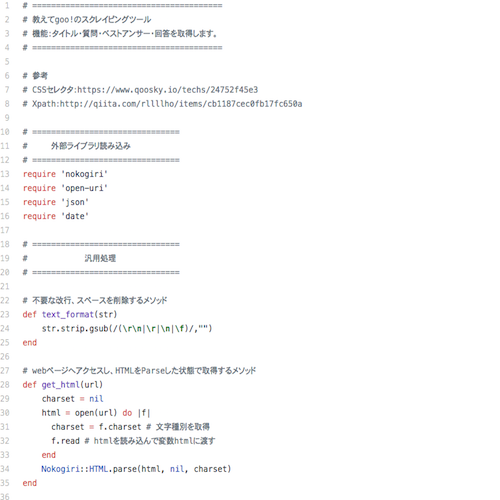 1 # ========================================
2 # 教えてgoo!のスクレイピングツール
3 # 機能:タイトル・質問・ベストアンサー・回答を取得します。
4 # ========================================
5
6 # 参考
7 # CSSセレクタ:https://www.qoosky.io/techs/24752f45e3
8 # Xpath:http://qiita.com/rllllho/items/cb1187cec0fb17fc650a
9
10 # ===============================
11 # 外部ライブラリ読み込み
12 # ===============================
13 require 'nokogiri'
14 require 'open-uri'
15 require 'json'
16 require 'date'
17
18 # ===============================
19 # 汎用処理
20 # ===============================
21
22 # 不要な改行、スペースを削除するメソッド
23 def text_format(str)
24 str.strip.gsub(/(\r\n|\r|\n|\f)/,"")
25 end
26
27 # webページへアクセスし、HTMLをParseした状態で取得するメソッド
28 def get_html(url)
29 charset = nil
30 html = open(url) do |f|
31 charset = f.charset # 文字種別を取得
32 f.read # htmlを読み込んで変数htmlに渡す
33 end
34 Nokogiri::HTML.parse(html, nil, charset)
35 end
36